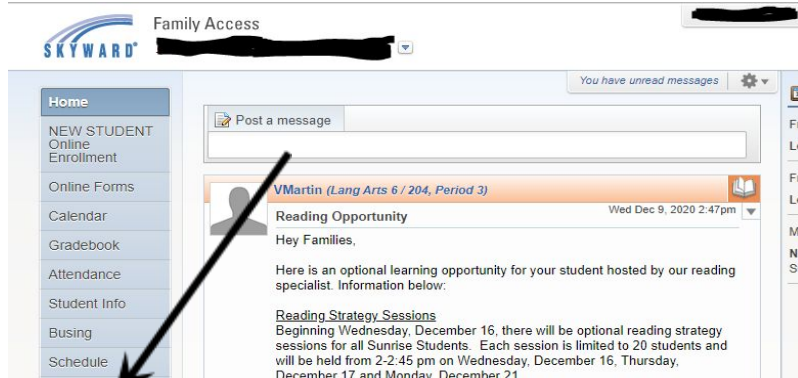 Family Access
SKYWARD
You have unread messages
Home
NEW STUDENT
Online
Enrollment
Online Forms
Calendar
Gradebook
Attendance
Student Info
Busing
Schedule
Post a message
VMartin (Lang Arts 6 / 204, Period 3)
Reading Opportunity
Wed Dec 9, 2020 2:47pm
Hey Families,
Here is an optional learning opportunity for your student hosted by our reading
specialist. Information below:
Reading Strategy Sessions
Beginning Wednesday, December 16, there will be optional reading strategy
sessions for all Sunrise Students. Each session is limited to 20 students and
will be held from 2-2:45 pm on Wednesday, December 16, Thursday,
December 17 and Monday, December 21